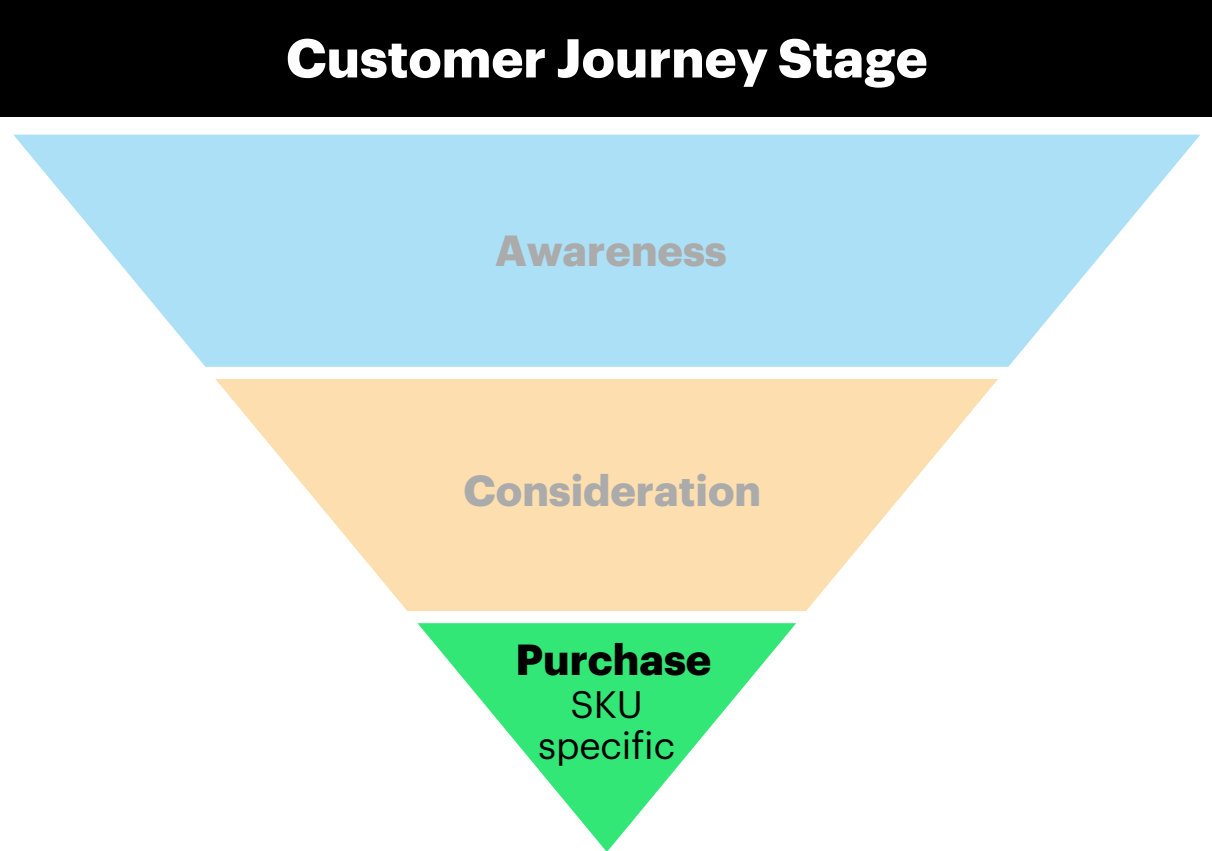 Customer Journey Stage
Awareness
Consideration
Purchase
SKU
specific